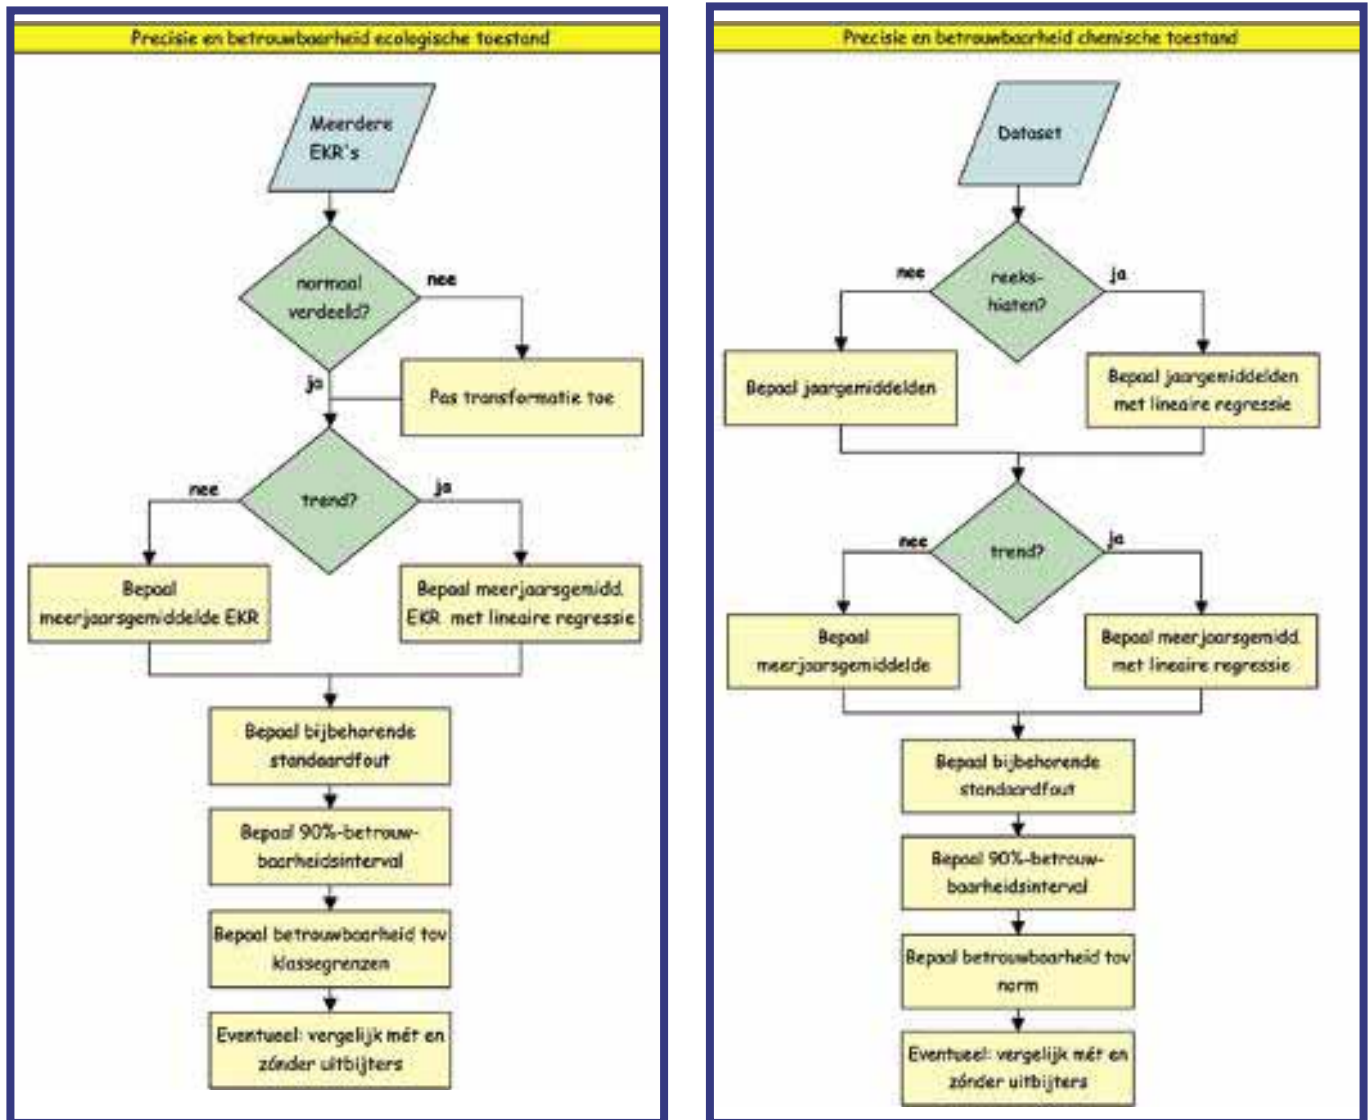 Precisie en betrouwbaarheid ecologische toestand
Meerdere
EKR's
normaal
verdeeld?
nee
ja
Pas transformatie toe
trend?
nee
ja
Bepaal
meerjaarsgemiddelde EKR
Bepaal meerjaarsgemidd.
EKR met lineaire regressie
Bepaal bijbehorende
standaardfout
Bepaal 90%-betrouw-
baarheidsinterval
Bepaal betrouwbaarheid tov
klassegrenzen
Eventueel: vergelijk mét en
zónder uitbijters
Precisie en betrouwbaarheid chemische toestand
Dataset
reeks-
hiaten?
nee
ja
Bepaal jaargemiddelden
Bepaal jaargemiddelden
met lineaire regressie
trend?
nee
ja
Bepaal
meerjaarsgemiddelde
Bepaal meerjaarsgemidd.
met lineaire regressie
Bepaal bijbehorende
standaardfout
Bepaal 90%-betrouw-
baarheidsinterval
Bepaal betrouwbaarheid tov
norm
Eventueel: vergelijk mét en
zónder uitbijters